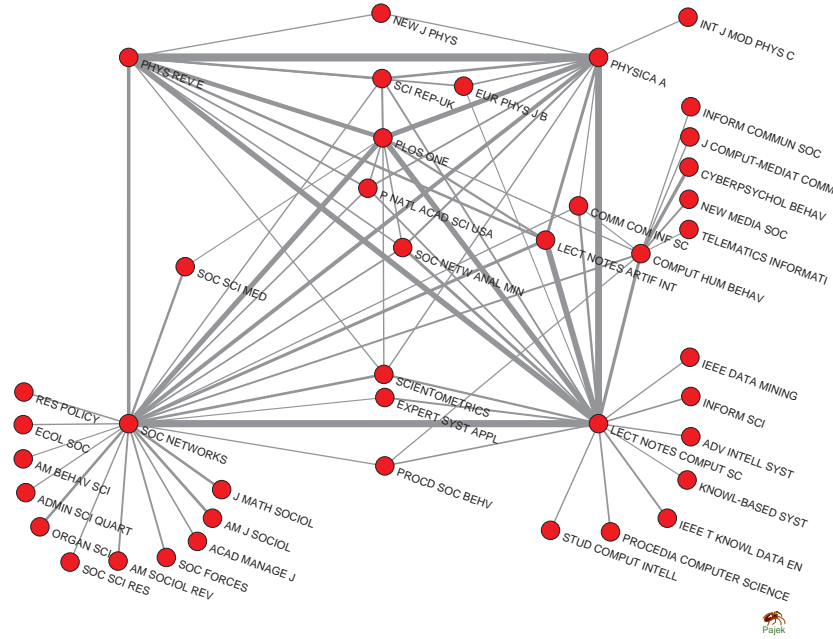 NEW J PHYS
INT J MOD PHYS C
PHYS REV E
PHYSICA A
SCI REP-UK
EUR PHYS J B
INFORM COMMUN SOC
PLOS ONE
J COMPUT-MEDIAT COMM
CYBERPSYCHOL BEHAV
P NATL ACAD SCI USA
NEW MEDIA SOC
COMM COM INF SC
TELEMATICS INFORMATI
LECT NOTES ARTIF INT
SOC NETW ANAL MIN
COMPUT HUM BEHAV
SOC SCI MED
IEEE DATA MINING
SCIENTOMETRICS
RES POLICY
EXPERT SYST APPL
INFORM SCI
ECOL SOC
SOC NETWORKS
LECT NOTES COMPUT SC
ADV INTELL SYST
AM BEHAV SCI
PROCD SOC BEHV
KNOWL-BASED SYST
ADMIN SCI QUART
J MATH SOCIOL
ORGAN SCI
AM J SOCIOL
IEEE T KNOWL DATA EN
STUD COMPUT INTELL
PROCEDIA COMPUTER SCIENCE
ACAD MANAGE J
SOC FORCES
AM SOCIOL REV
SOC SCI RES
Pajek